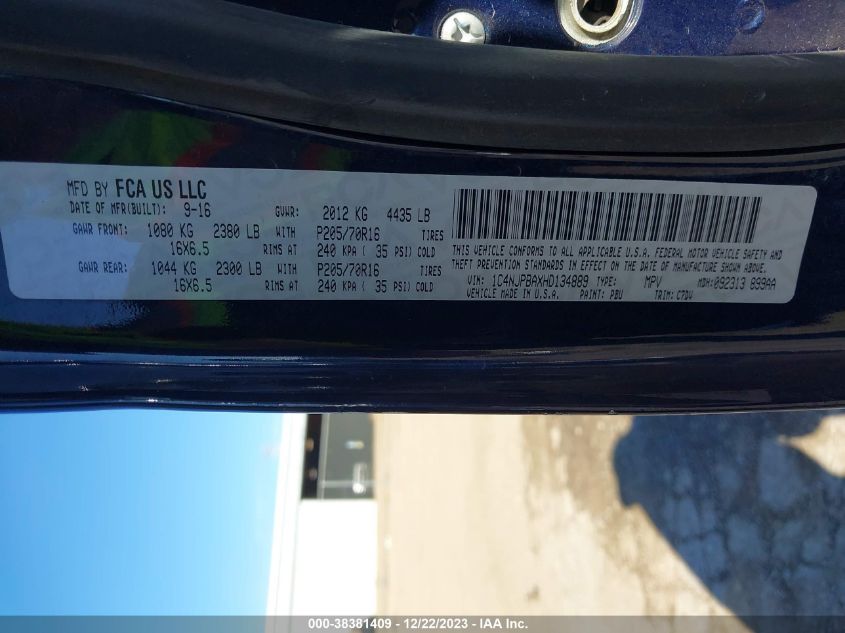 MFD BY FCA US LLC
DATE OF MFR(BUILT): 9-16 GVWR: 2012 KG 4435 LB
GAWR FRONT: 1080 KG 2380 LB WITH P205/70R16 TIRES
16X6.5 RIMS AT 240 KPA ( 35 PSI) COLD
GAWR REAR: 1044 KG 2300 LB WITH P205/70R16 TIRES
16X6.5 RIMS AT 240 KPA ( 35 PSI) COLD
THIS VEHICLE CONFORMS TO ALL APPLICABLE U.S.A. FEDERAL MOTOR VEHICLE SAFETY AND
THEFT PREVENTION STANDARDS IN EFFECT ON THE DATE OF MANUFACTURE SHOWN ABOVE.
VIN: 1C4NJPBAXHD134889 TYPE: MPV MDH:092313 899AA
VEHICLE MADE IN U.S.A. PAINT: PBU TRIM: C7DV
000-38381409 - 12/22/2023 - IAA Inc.